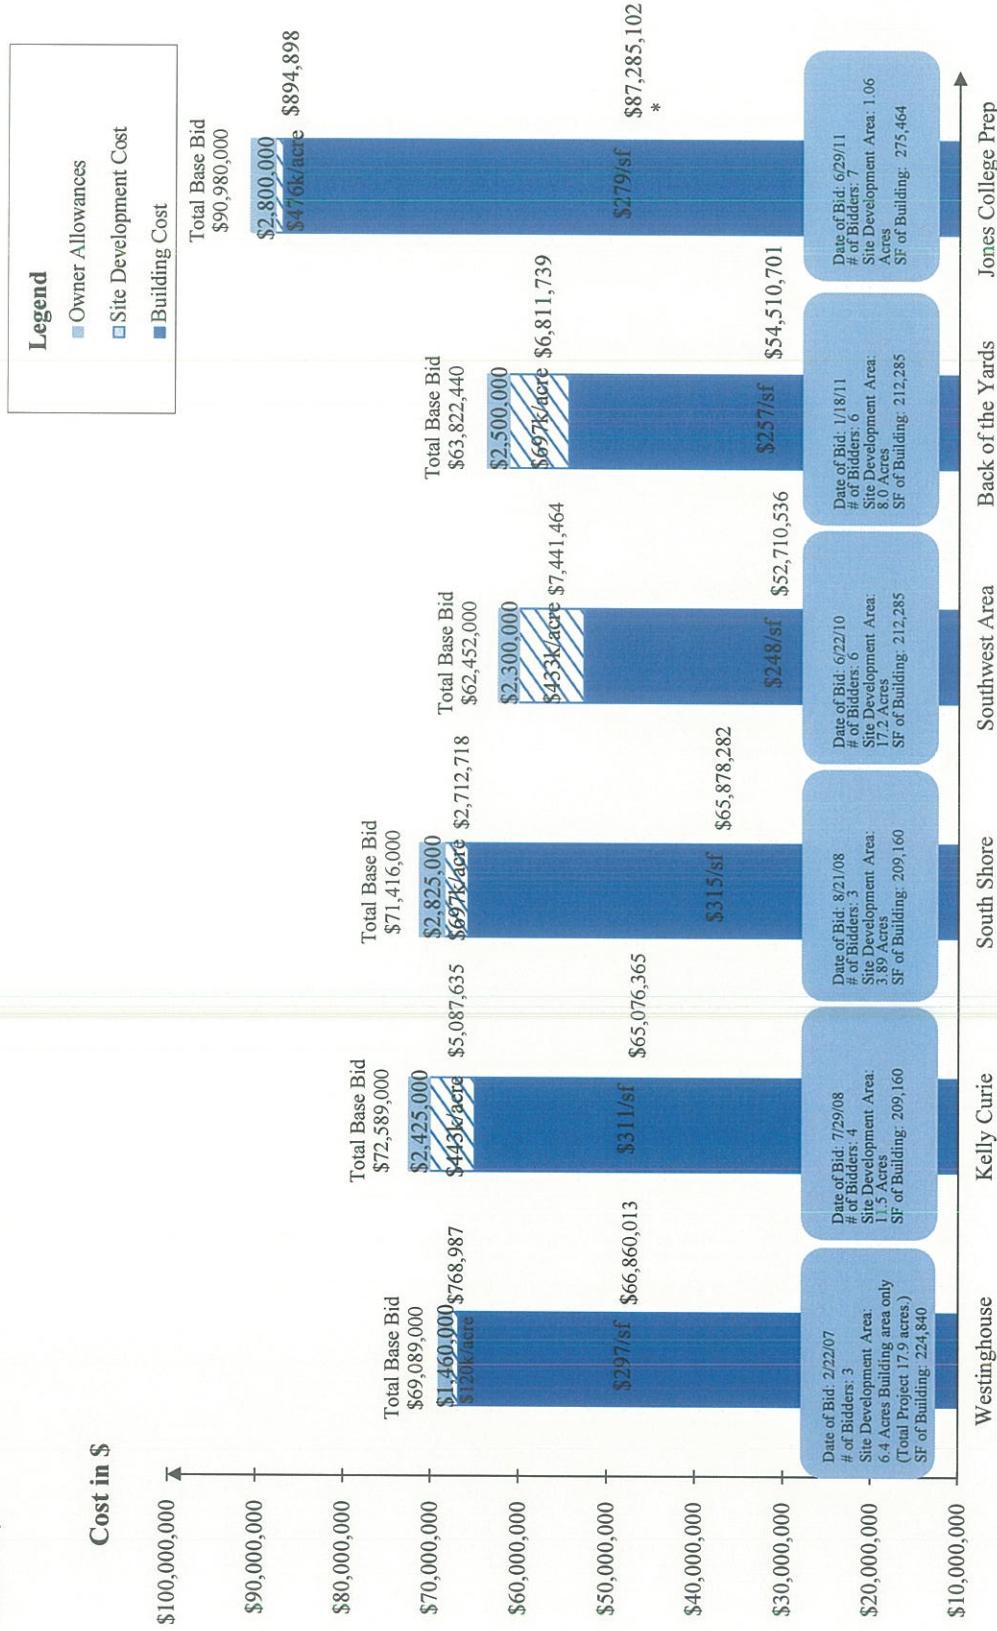 Legend
Owner Allowances
Site Development Cost
Building Cost
Cost in $
$100,000,000
$90,000,000
$80,000,000
$70,000,000
$60,000,000
$50,000,000
$40,000,000
$30,000,000
$20,000,000
$10,000,000
Total Base Bid
$69,089,000
$1,460,000
$768,987
$120k/acre
$66,860,013
$297/sf
Date of Bid: 2/22/07
# of Bidders: 3
Site Development Area:
6.4 Acres Building area only
(Total Project 17.9 acres.)
SF of Building: 224,840
Westinghouse
Total Base Bid
$72,589,000
$2,425,000
$5,087,635
$443k/acre
$65,076,365
$311/sf
Date of Bid: 7/29/08
# of Bidders: 4
Site Development Area:
11.5 Acres
SF of Building: 209,160
Kelly Curie
Total Base Bid
$71,416,000
$2,825,000
$2,712,718
$697k/acre
$65,878,282
$315/sf
Date of Bid: 8/21/08
# of Bidders: 3
Site Development Area:
3.89 Acres
SF of Building: 209,160
South Shore
Total Base Bid
$62,452,000
$2,300,000
$7,441,464
$433k/acre
$52,710,536
$248/sf
Date of Bid: 6/22/10
# of Bidders: 6
Site Development Area:
17.2 Acres
SF of Building: 212,285
Southwest Area
Total Base Bid
$63,822,440
$2,500,000
$6,811,739
$697k/acre
$54,510,701
$257/sf
Date of Bid: 1/18/11
# of Bidders: 6
Site Development Area:
8.0 Acres
SF of Building: 212,285
Back of the Yards
Total Base Bid
$90,980,000
$2,800,000
$894,898
$476k/acre
$87,285,102
*
$279/sf
Date of Bid: 6/29/11
# of Bidders: 7
Site Development Area: 1.06
Acres
SF of Building: 275,464
Jones College Prep